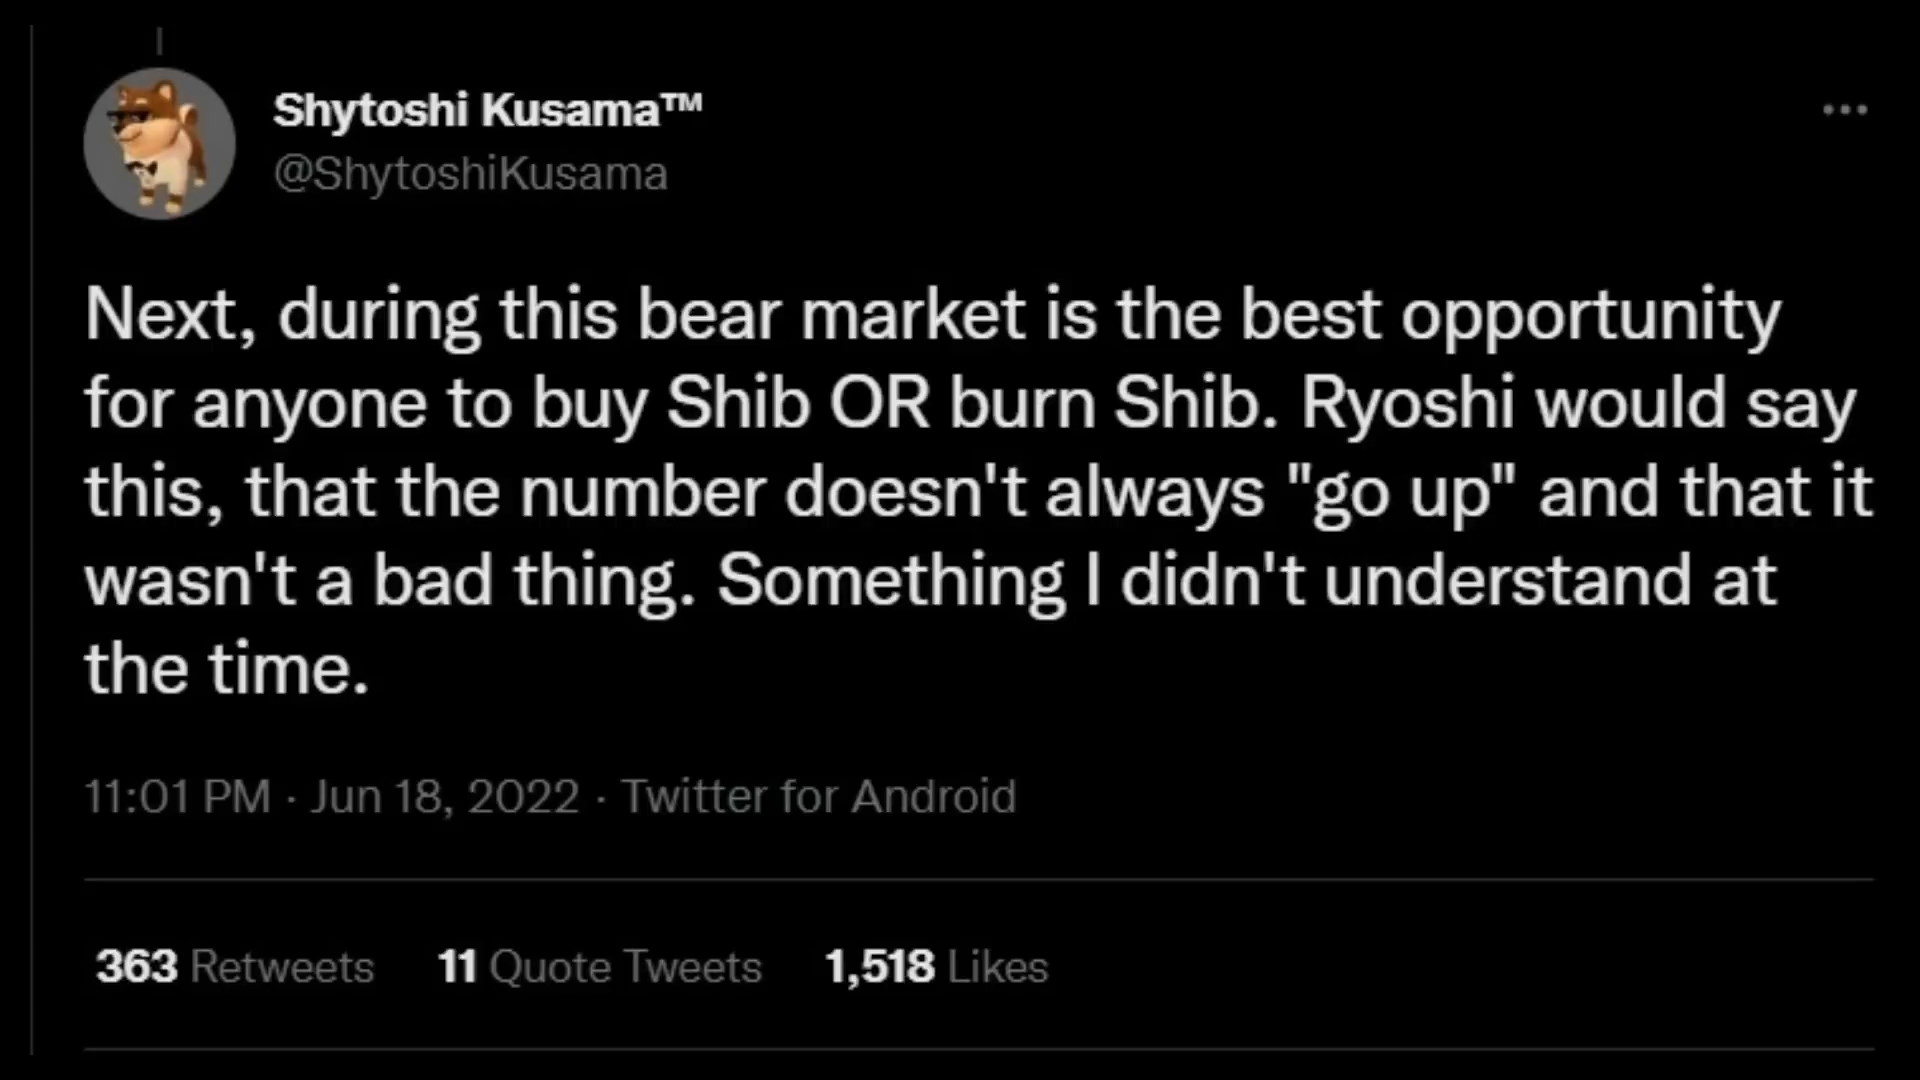 Shytoshi Kusama™
@ShytoshiKusama
Next, during this bear market is the best opportunity
for anyone to buy Shib OR burn Shib. Ryoshi would say
this, that the number doesn't always "go up" and that it
wasn't a bad thing. Something I didn't understand at
the time.
11:01 PM · Jun 18, 2022 · Twitter for Android
363 Retweets 11 Quote Tweets 1,518 Likes